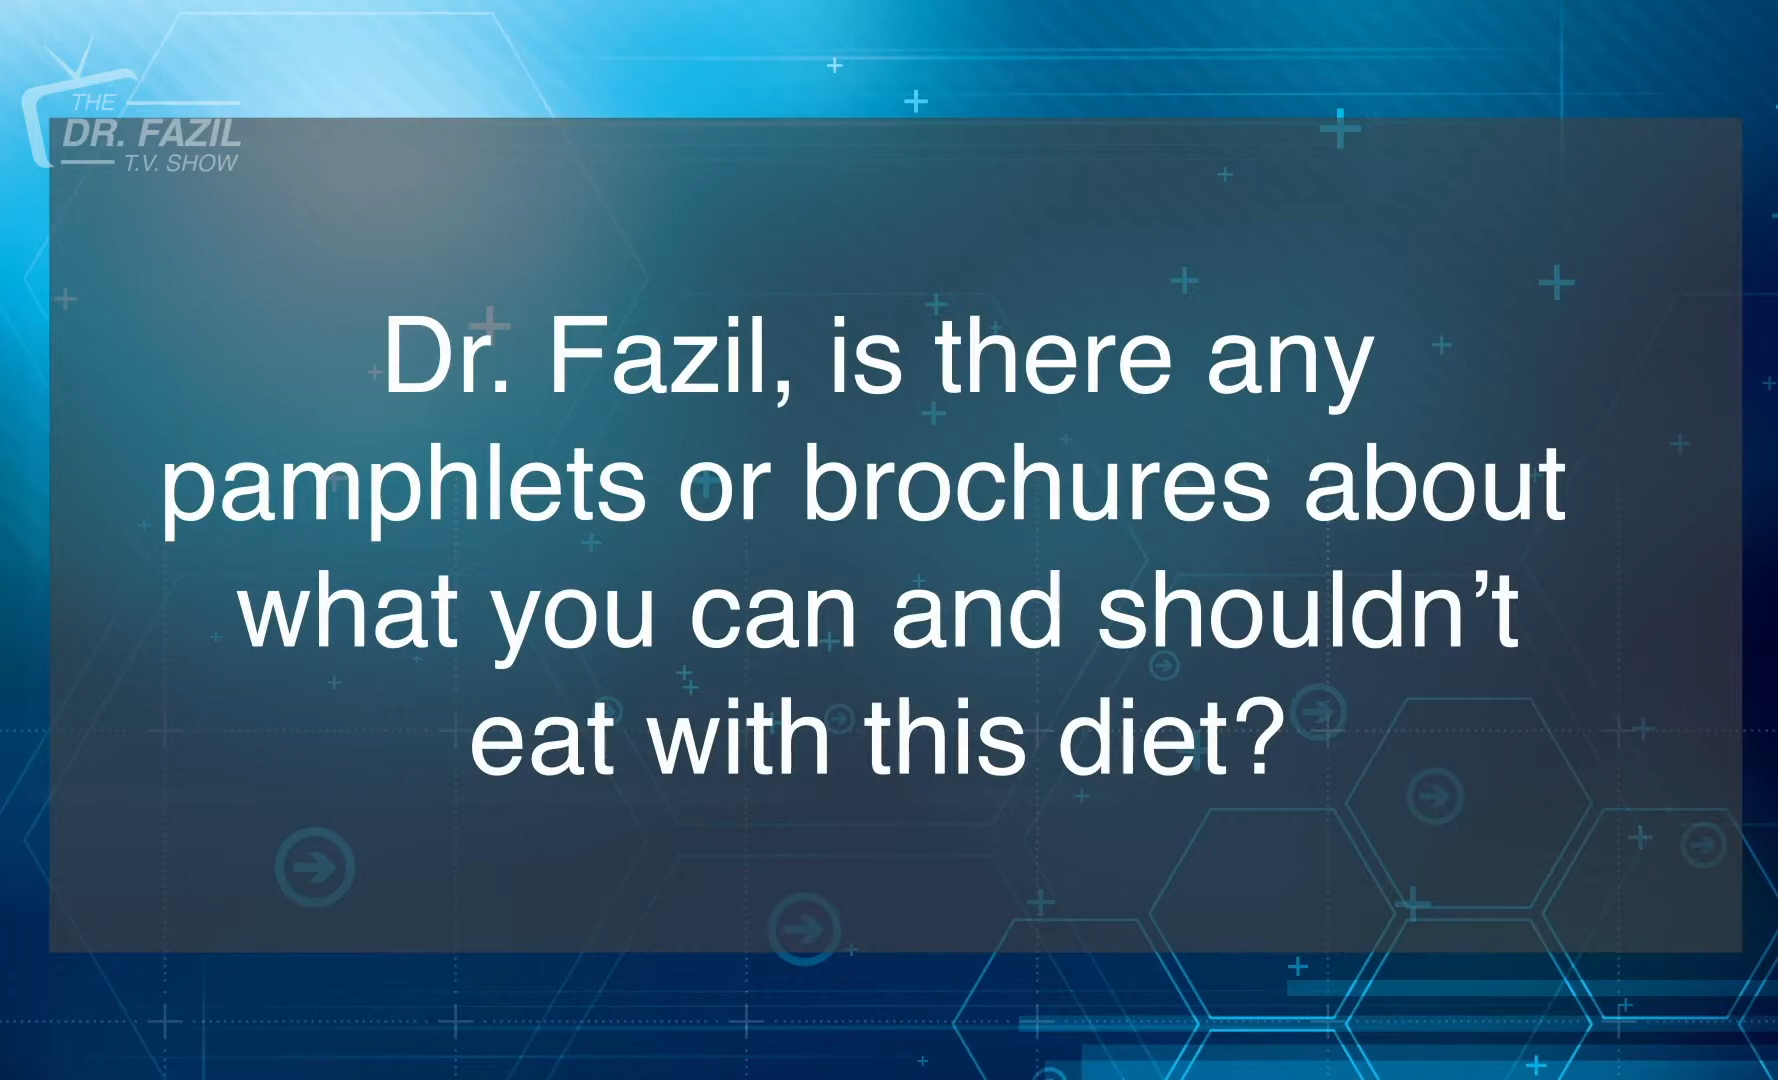 THE
DR. FAZIL
T.V. SHOW
Dr. Fazil, is there any
pamphlets or brochures about
what you can and shouldn’t
eat with this diet?